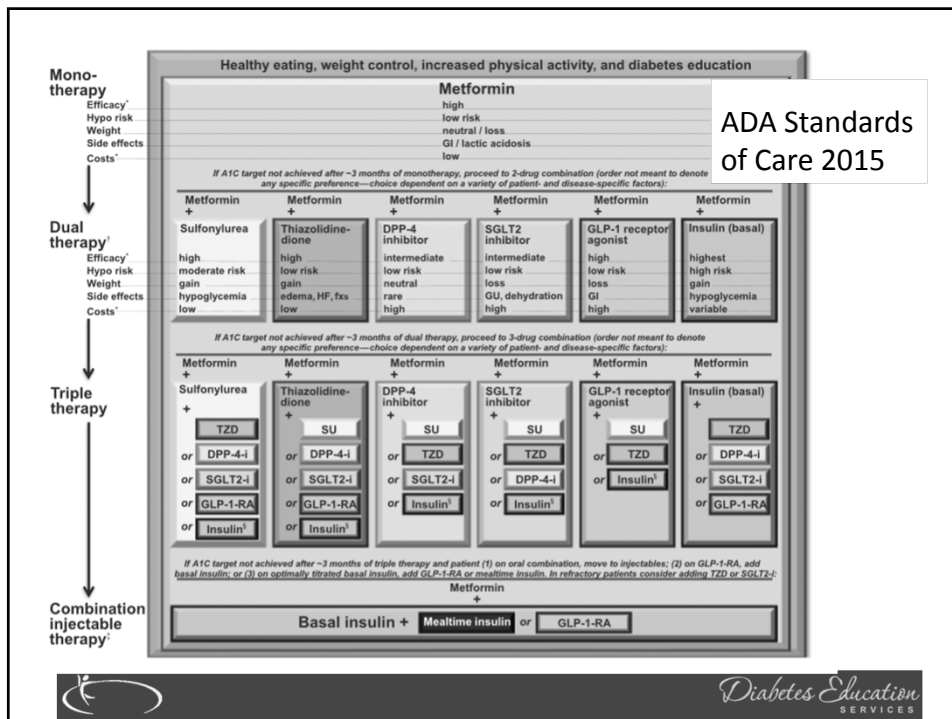 Healthy eating, weight control, increased physical activity, and diabetes education
Mono-
therapy
Metformin
Efficacy* high
Hypo risk low risk
Weight neutral / loss
Side effects GI / lactic acidosis
Costs* low
ADA Standards
of Care 2015
If A1C target not achieved after ~3 months of monotherapy, proceed to 2-drug combination (order not meant to denote
any specific preference—choice dependent on a variety of patient- and disease-specific factors):
Metformin Metformin Metformin Metformin Metformin Metformin
+ + + + + +
Dual
therapy†
Sulfonylurea Thiazolidine- DPP-4 SGLT2 GLP-1 receptor Insulin (basal)
dione inhibitor inhibitor agonist
Efficacy* high high intermediate intermediate high highest
Hypo risk moderate risk low risk low risk low risk low risk high risk
Weight gain gain neutral loss loss gain
Side effects hypoglycemia edema, HF, fxs rare GU, dehydration GI hypoglycemia
Costs* low low high high high variable
If A1C target not achieved after ~3 months of dual therapy, proceed to 3-drug combination (order not meant to denote
any specific preference—choice dependent on a variety of patient- and disease-specific factors):
Metformin Metformin Metformin Metformin Metformin Metformin
+ + + + + +
Triple
therapy
Sulfonylurea Thiazolidine- DPP-4 SGLT2 GLP-1 receptor Insulin (basal)
dione inhibitor inhibitor agonist
+ + + + + +
TZD SU SU SU SU TZD
or DPP-4-i or DPP-4-i or TZD or TZD or TZD or DPP-4-i
or SGLT2-i or SGLT2-i or SGLT2-i or DPP-4-i or Insulin§ or SGLT2-i
or GLP-1-RA or GLP-1-RA or Insulin§ or Insulin§ or GLP-1-RA
or Insulin§ or Insulin§
If A1C target not achieved after ~3 months of triple therapy and patient (1) on oral combination, move to injectables; (2) on GLP-1-RA, add
basal insulin; or (3) on optimally titrated basal insulin, add GLP-1-RA or mealtime insulin. In refractory patients consider adding TZD or SGLT2-i:
Metformin
+
Combination
injectable
therapy‡
Basal insulin + Mealtime insulin or GLP-1-RA
Diabetes Education
SERVICES